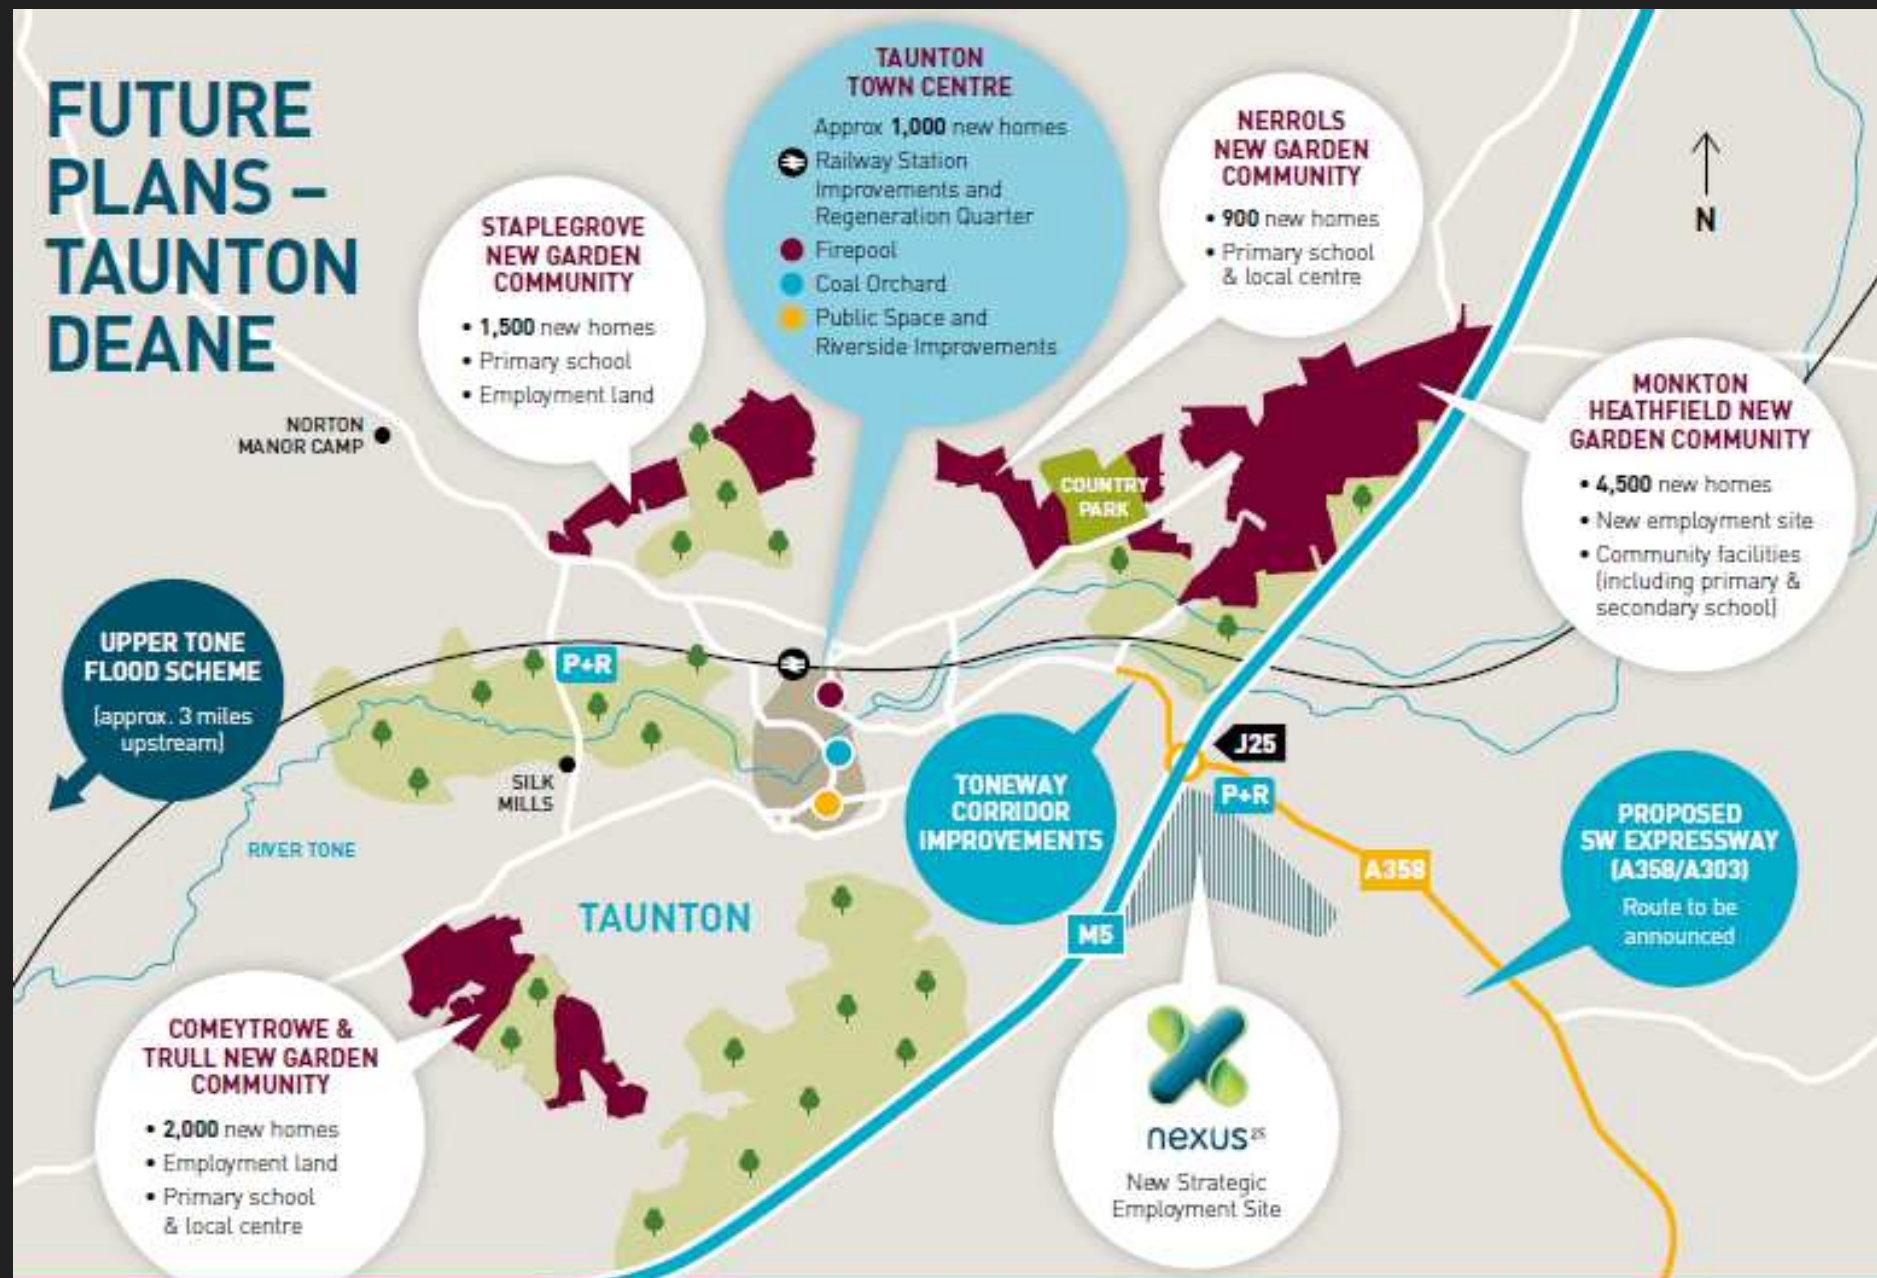 FUTURE
PLANS –
TAUNTON
DEANE
TAUNTON
TOWN CENTRE
Approx 1,000 new homes
Railway Station
Improvements and
Regeneration Quarter
Firepool
Coal Orchard
Public Space and
Riverside Improvements
NERROLS
NEW GARDEN
COMMUNITY
• 900 new homes
• Primary school
& local centre
N
STAPLEGROVE
NEW GARDEN
COMMUNITY
• 1,500 new homes
• Primary school
• Employment land
MONKTON
HEATHFIELD NEW
GARDEN COMMUNITY
• 4,500 new homes
• New employment site
• Community facilities
(including primary &
secondary school)
NORTON
MANOR CAMP
COUNTRY
PARK
UPPER TONE
FLOOD SCHEME
(approx. 3 miles
upstream)
P+R
SILK
MILLS
RIVER TONE
J25
P+R
TONEWAY
CORRIDOR
IMPROVEMENTS
A358
PROPOSED
SW EXPRESSWAY
(A358/A303)
Route to be
announced
TAUNTON
M5
COMEYTROWE &
TRULL NEW GARDEN
COMMUNITY
• 2,000 new homes
• Employment land
• Primary school
& local centre
nexus 25
New Strategic
Employment Site